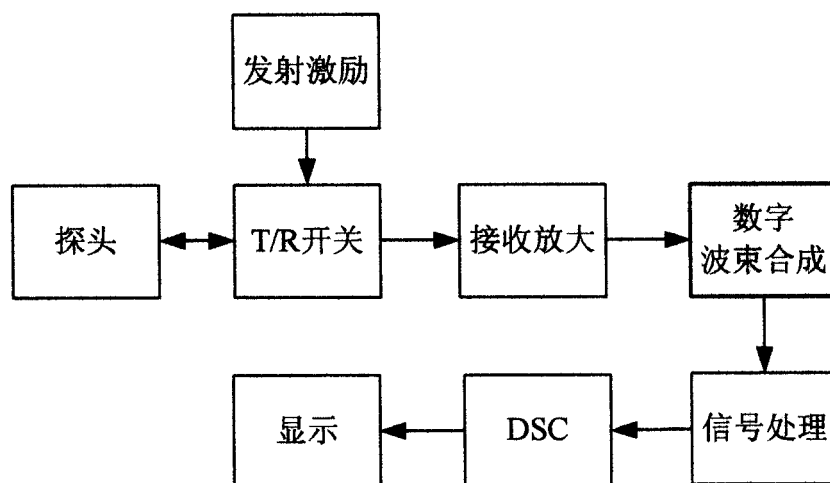 发射激励
探头
T/R开关
接收放大
数字
波束合成
显示
DSC
信号处理